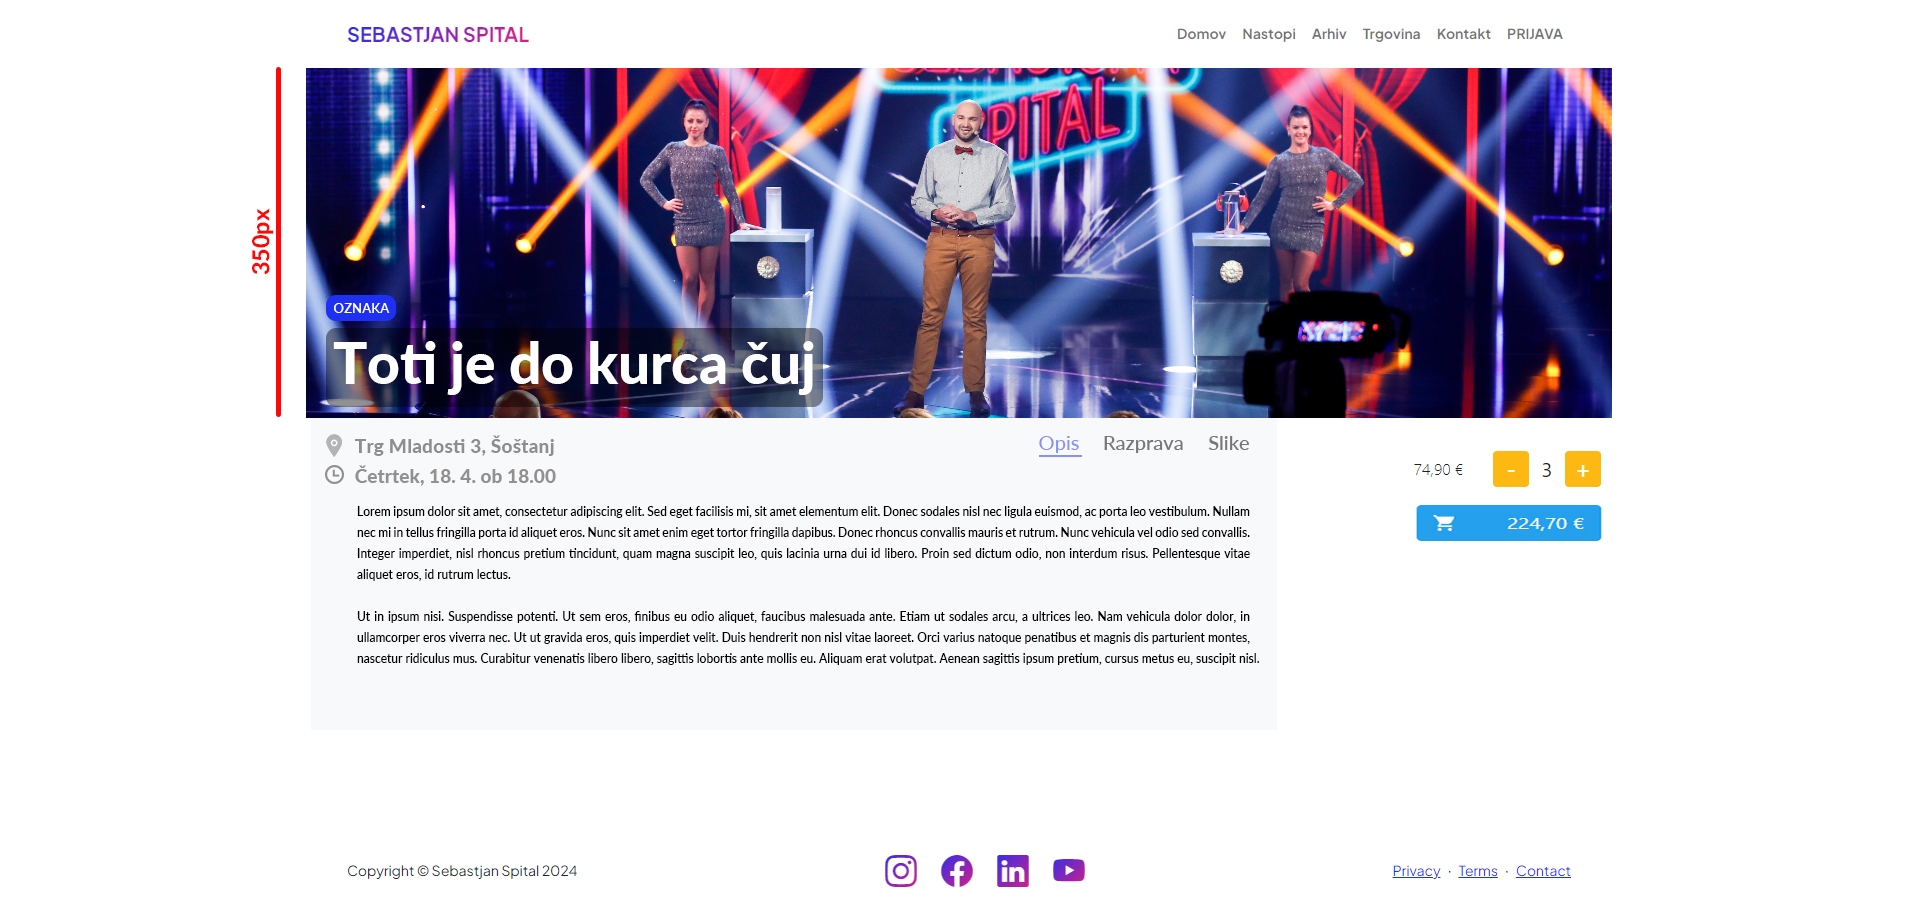 SEBASTJAN SPITAL
Domov Nastopi Arhiv Trgovina Kontakt PRIJAVA
350px
SPITAL
OZNAKA
Toti je do kurca čuj
Trg Mladosti 3, Šoštanj
Četrtek, 18. 4. ob 18.00
Opis Razprava Slike
74,90 € - 3 +
224,70 €
Lorem ipsum dolor sit amet, consectetur adipiscing elit. Sed eget facilisis mi, sit amet elementum elit. Donec sodales nisl nec ligula euismod, ac porta leo vestibulum. Nullam
nec mi in tellus fringilla porta id aliquet eros. Nunc sit amet enim eget tortor fringilla dapibus. Donec rhoncus convallis mauris et rutrum. Nunc vehicula vel odio sed convallis.
Integer imperdiet, nisl rhoncus pretium tincidunt, quam magna suscipit leo, quis lacinia urna dui id libero. Proin sed dictum odio, non interdum risus. Pellentesque vitae
aliquet eros, id rutrum lectus.
Ut in ipsum nisi. Suspendisse potenti. Ut sem eros, finibus eu odio aliquet, faucibus malesuada ante. Etiam ut sodales arcu, a ultrices leo. Nam vehicula dolor dolor, in
ullamcorper eros viverra nec. Ut ut gravida eros, quis imperdiet velit. Duis hendrerit non nisl vitae laoreet. Orci varius natoque penatibus et magnis dis parturient montes,
nascetur ridiculus mus. Curabitur venenatis libero libero, sagittis lobortis ante mollis eu. Aliquam erat volutpat. Aenean sagittis ipsum pretium, cursus metus eu, suscipit nisl.
Copyright © Sebastjan Spital 2024
in
Privacy · Terms · Contact